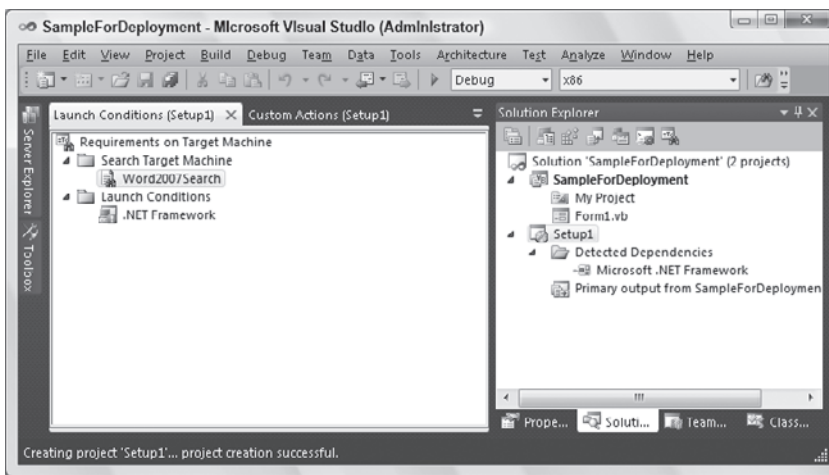 SampleForDeployment - Microsoft Visual Studio (Administrator)
File Edit View Project Build Debug Team Data Tools Architecture Test Analyze Window Help
Debug x86
Server Explorer
Toolbox
Launch Conditions (Setup1) Custom Actions (Setup1)
Requirements on Target Machine
Search Target Machine
Word2007Search
Launch Conditions
.NET Framework
Solution Explorer
Solution 'SampleForDeployment' (2 projects)
SampleForDeployment
My Project
Form1.vb
Setup1
Detected Dependencies
Microsoft .NET Framework
Primary output from SampleForDeploymen
Prope... Soluti... Team... Class...
Creating project 'Setup1'... project creation successful.